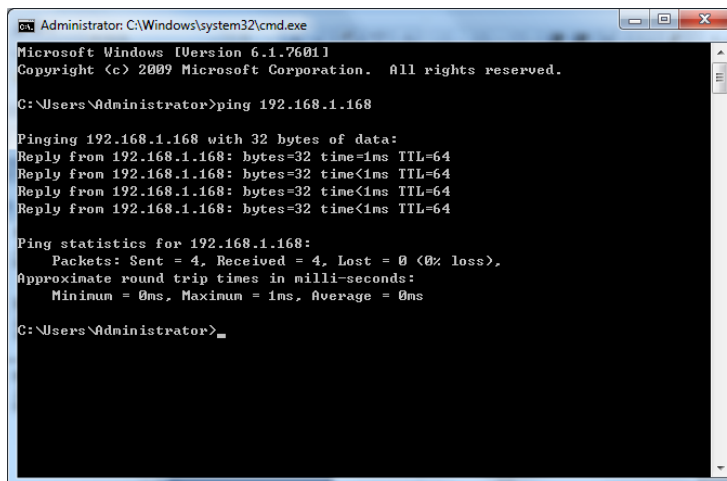 Administrator: C:\Windows\system32\cmd.exe
Microsoft Windows [Version 6.1.7601]
Copyright (c) 2009 Microsoft Corporation.  All rights reserved.
C:\Users\Administrator>ping 192.168.1.168
Pinging 192.168.1.168 with 32 bytes of data:
Reply from 192.168.1.168: bytes=32 time=1ms TTL=64
Reply from 192.168.1.168: bytes=32 time<1ms TTL=64
Reply from 192.168.1.168: bytes=32 time<1ms TTL=64
Reply from 192.168.1.168: bytes=32 time<1ms TTL=64
Ping statistics for 192.168.1.168:
    Packets: Sent = 4, Received = 4, Lost = 0 (0% loss),
Approximate round trip times in milli-seconds:
    Minimum = 0ms, Maximum = 1ms, Average = 0ms
C:\Users\Administrator>_